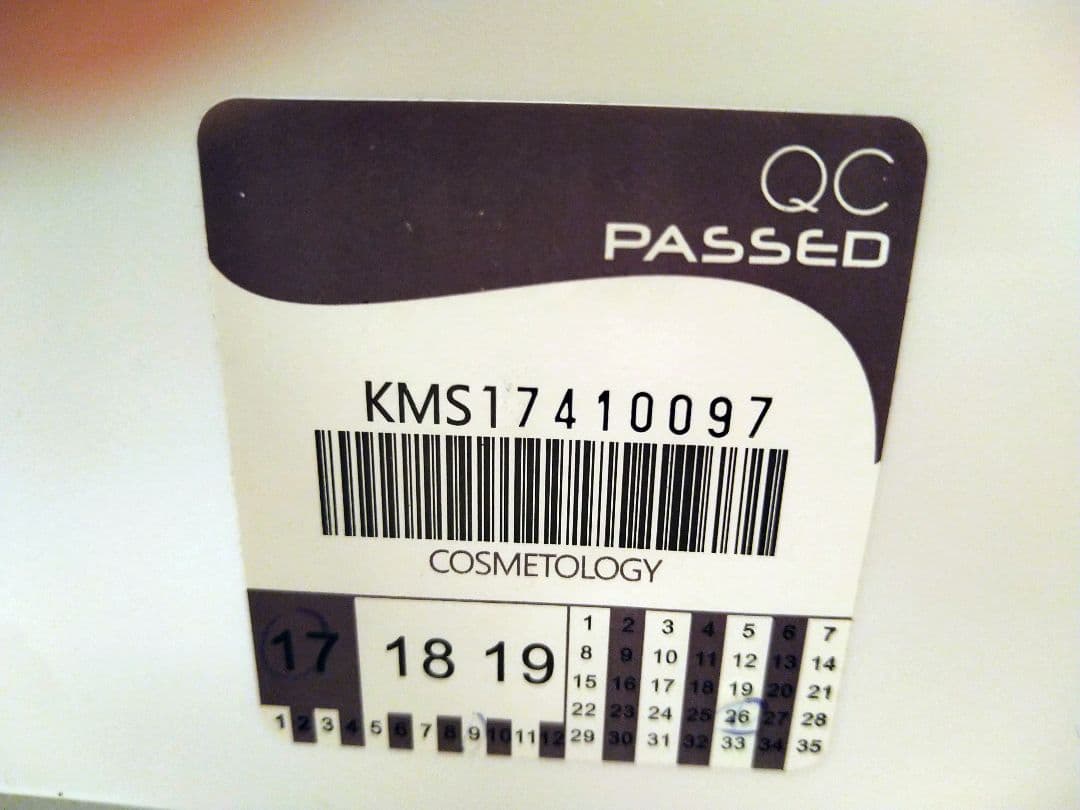 QC
PASSED
KMS17410097
COSMETOLOGY
17 18 19
1 2 3 4 5 6 7 8 9 10 11 12
1 2 3 4 5 6 7
8 9 10 11 12 13 14
15 16 17 18 19 20 21
22 23 24 25 26 27 28
29 30 31 32 33 34 35